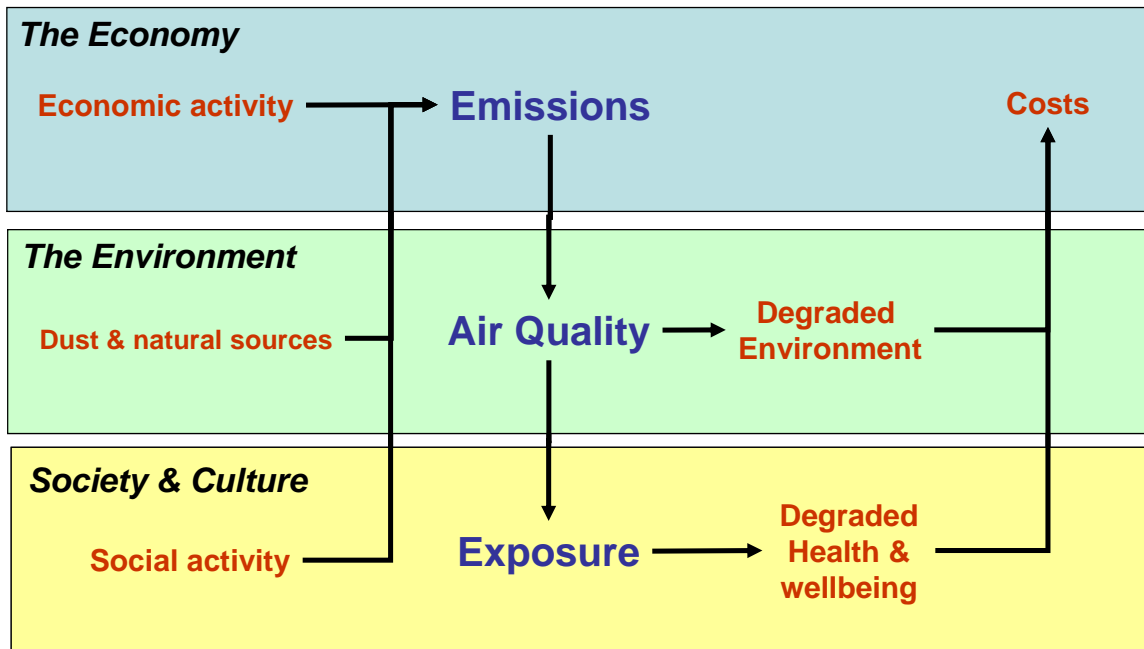 The Economy
Economic activity
Emissions
Costs
The Environment
Dust & natural sources
Air Quality
Degraded
Environment
Society & Culture
Social activity
Exposure
Degraded
Health &
wellbeing